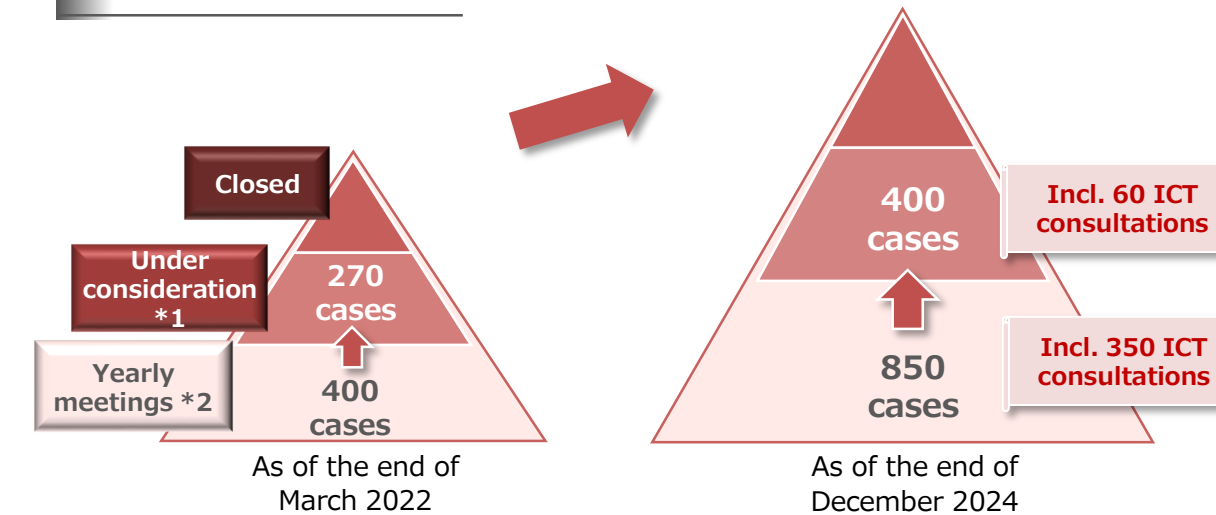 Closed
Under
consideration
*1
Yearly
meetings *2
270
cases
400
cases
As of the end of
March 2022
400
cases
850
cases
Incl. 60 ICT
consultations
Incl. 350 ICT
consultations
As of the end of
December 2024